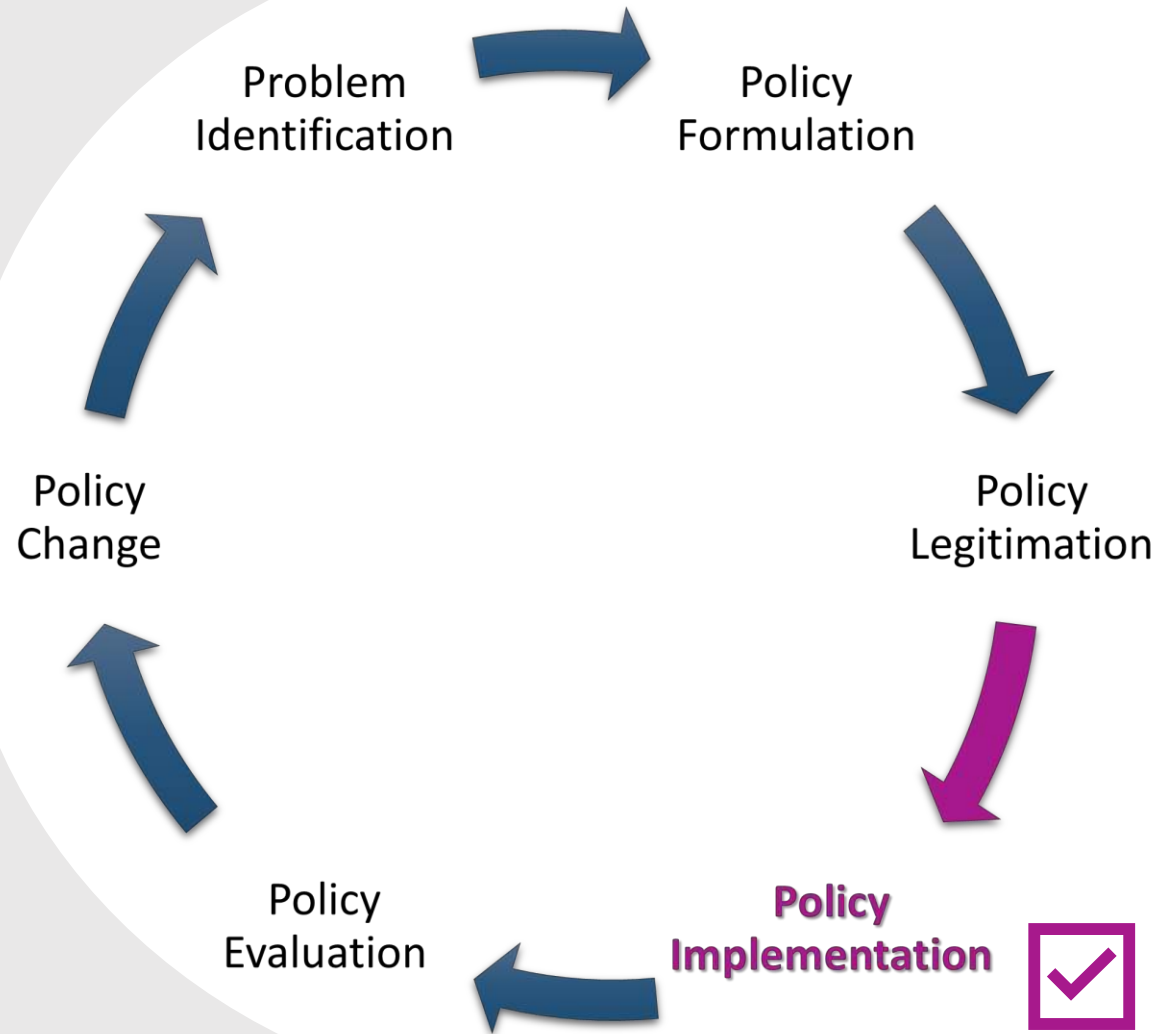 Problem
Identification
Policy
Formulation
Policy
Legitimation
Policy
Implementation
Policy
Evaluation
Policy
Change